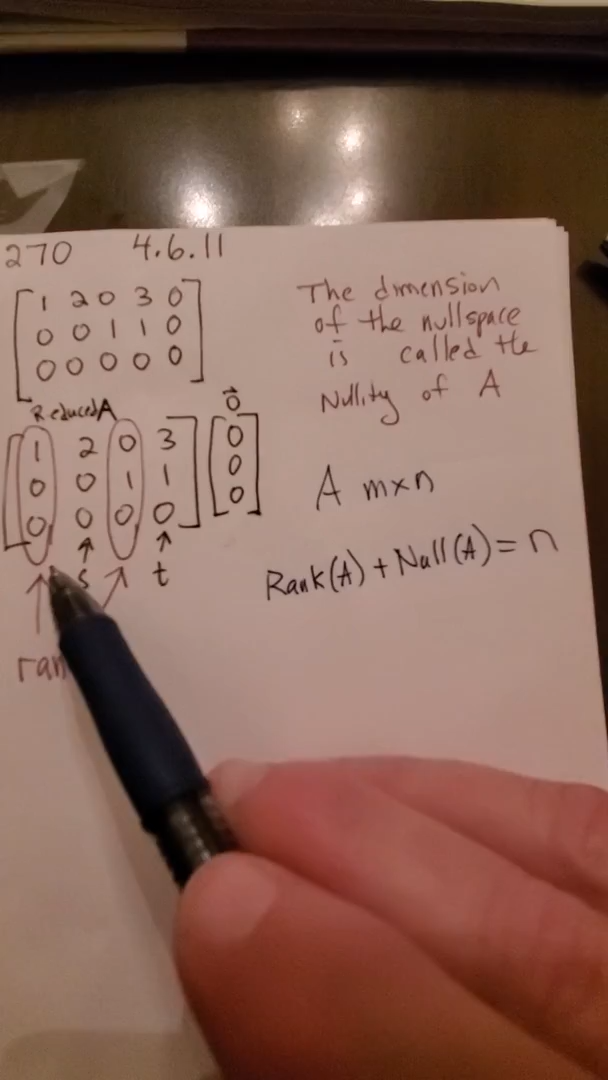 270 4.6.11
1 2 0 3 0
0 0 1 1 0
0 0 0 0 0
The dimension
of the nullspace
is called the
Nullity of A
Reduced A
0⃗
1 2 0 3 0
0 0 1 1 0
0 0 0 0 0
s t
A m×n
Rank(A) + Null(A) = n